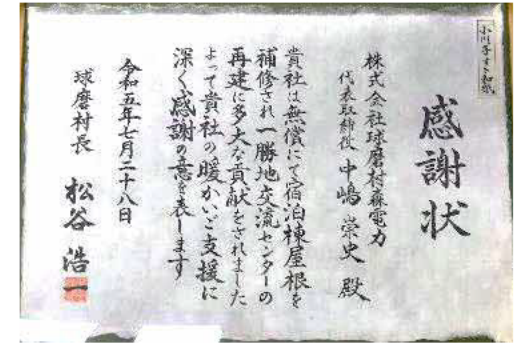 感謝状
株式会社球磨村森電力
代表取締役 中嶋 崇史 殿
貴社は無償にて宿泊棟屋根を
補修され一勝地交流センターの
再建に多大な貢献をされました
よって貴社の暖かいご支援に
深く感謝の意を表します
令和五年七月二十八日
球磨村長 松谷 浩一